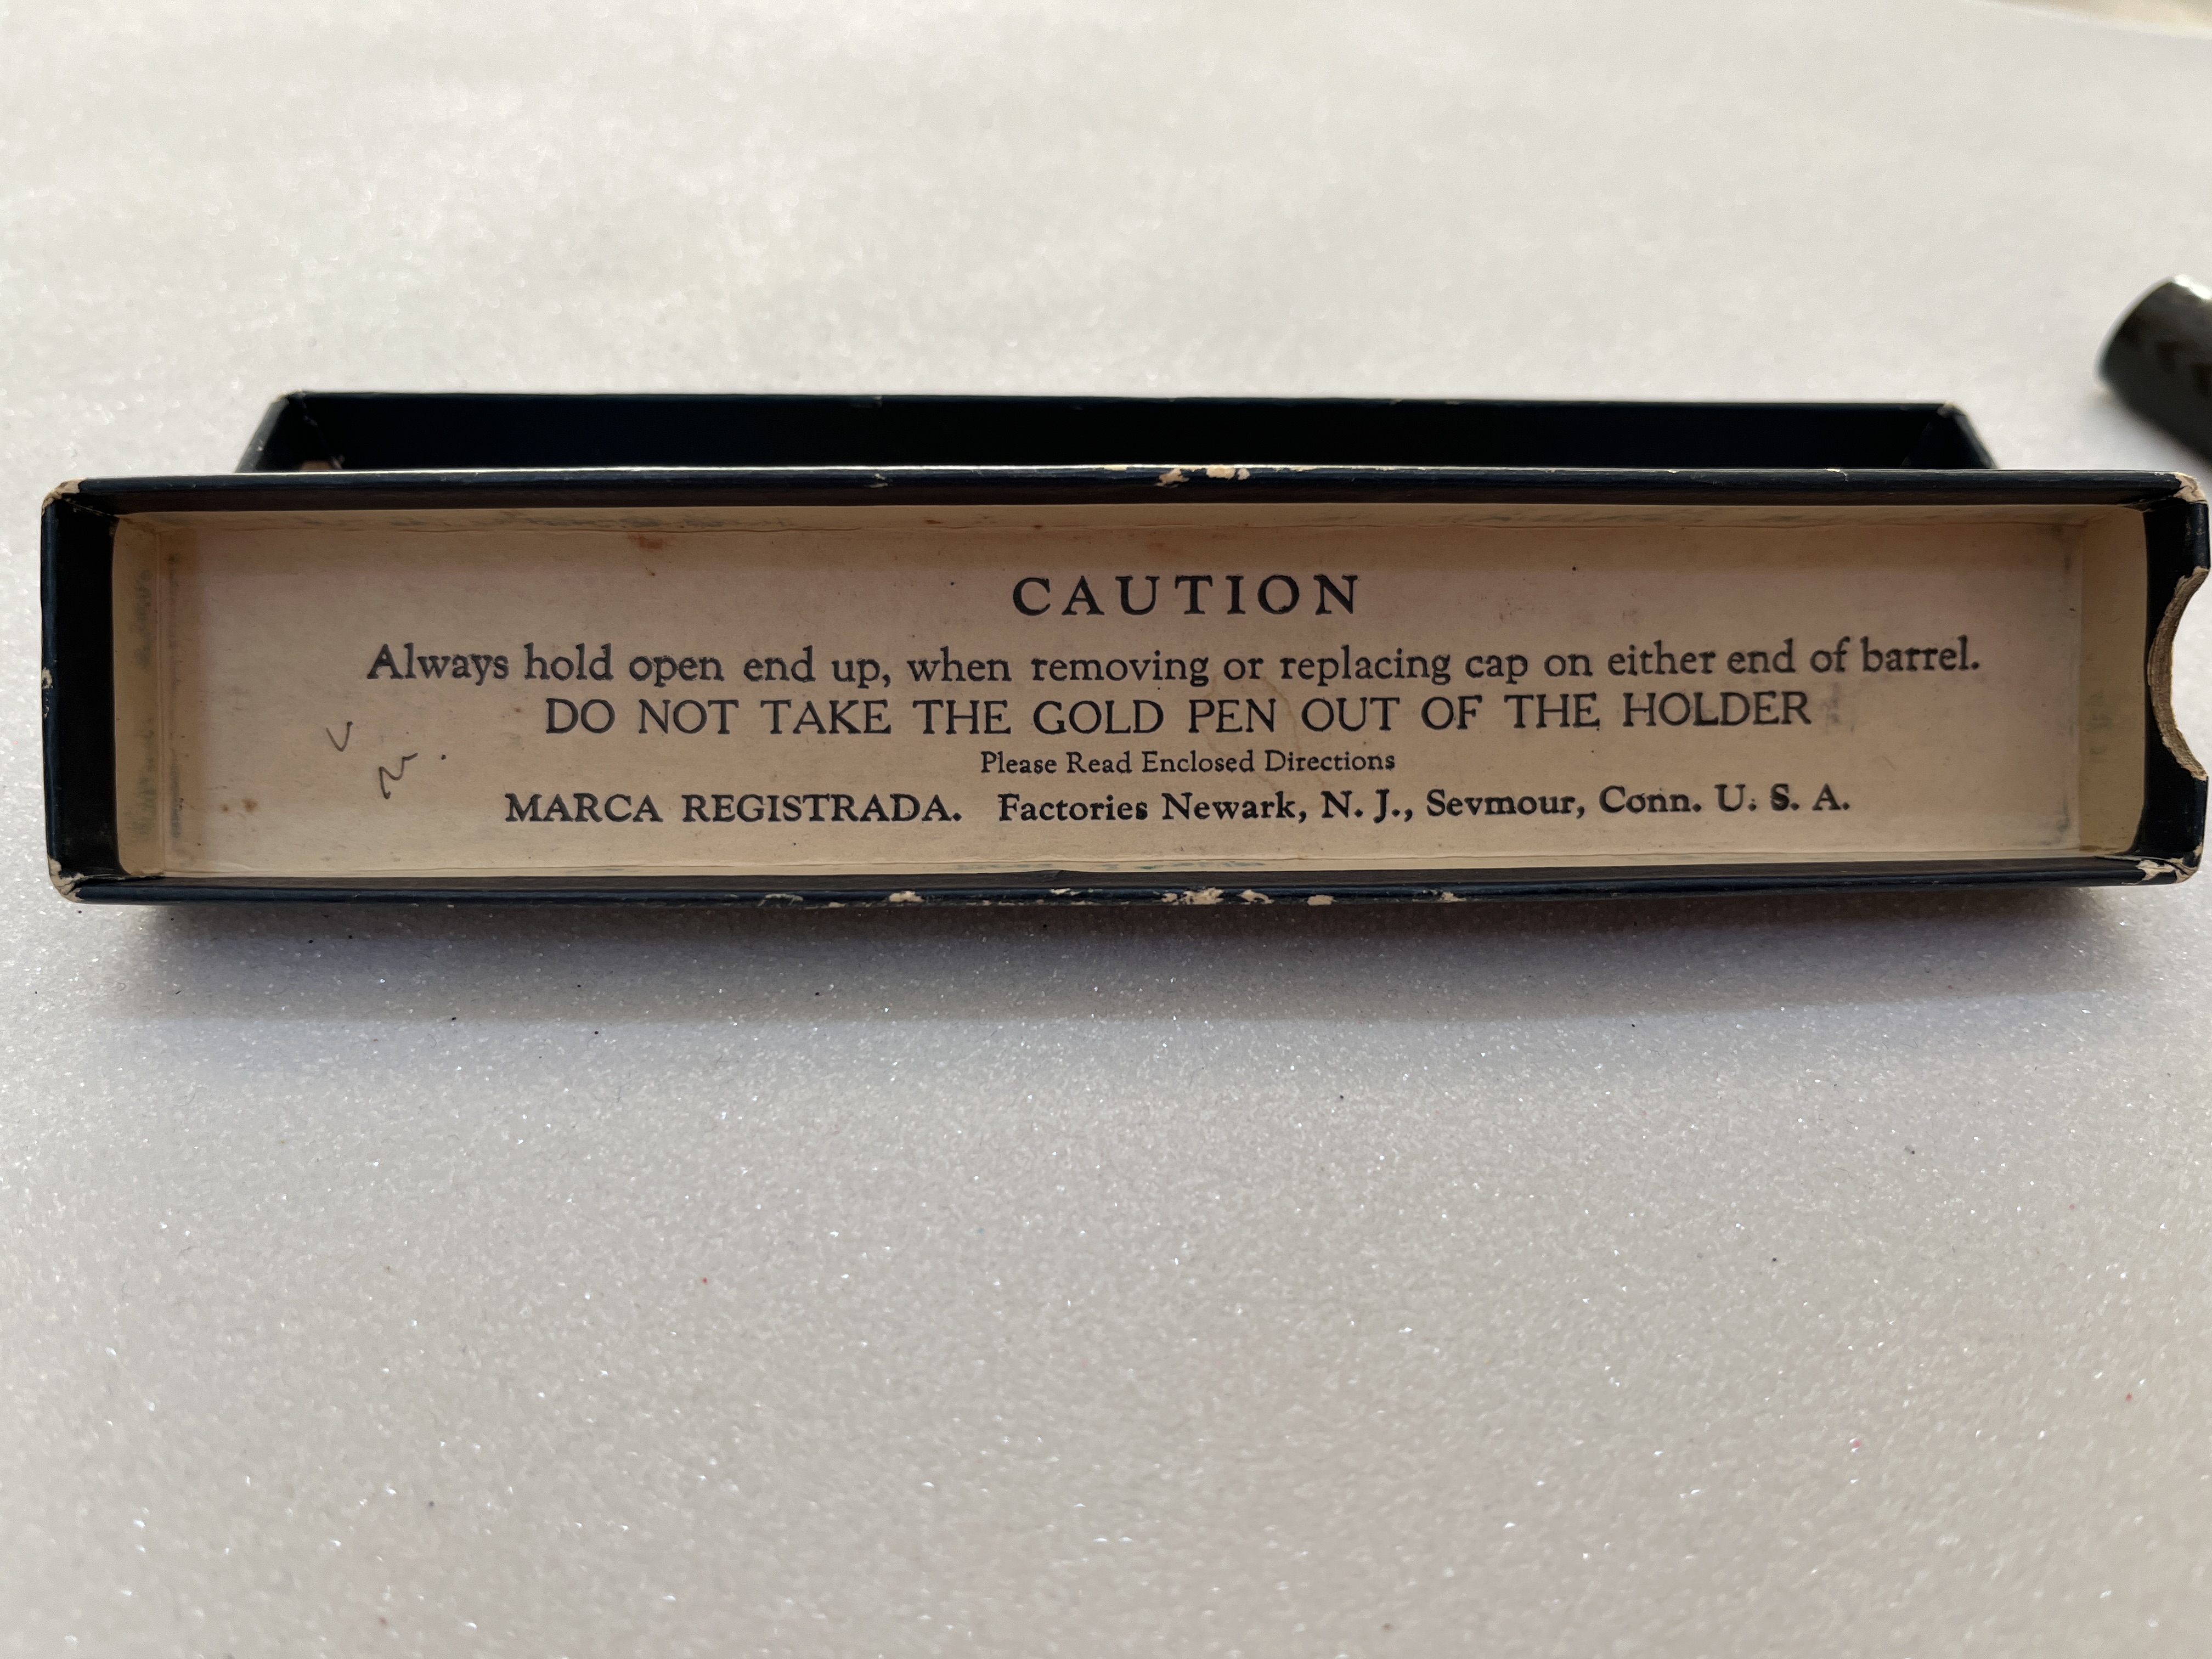 CAUTION
Always hold open end up, when removing or replacing cap on either end of barrel.
DO NOT TAKE THE GOLD PEN OUT OF THE HOLDER
Please Read Enclosed Directions
MARCA REGISTRADA. Factories Newark, N. J., Sevmour, Conn. U. S. A.